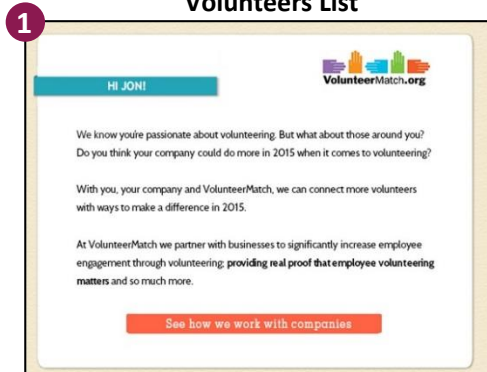 Volunteers List
1
VolunteerMatch.org
HI JON!
We know you're passionate about volunteering. But what about those around you?
Do you think your company could do more in 2015 when it comes to volunteering?
With you, your company and VolunteerMatch, we can connect more volunteers
with ways to make a difference in 2015.
At VolunteerMatch we partner with businesses to significantly increase employee
engagement through volunteering; providing real proof that employee volunteering
matters and so much more.
See how we work with companies